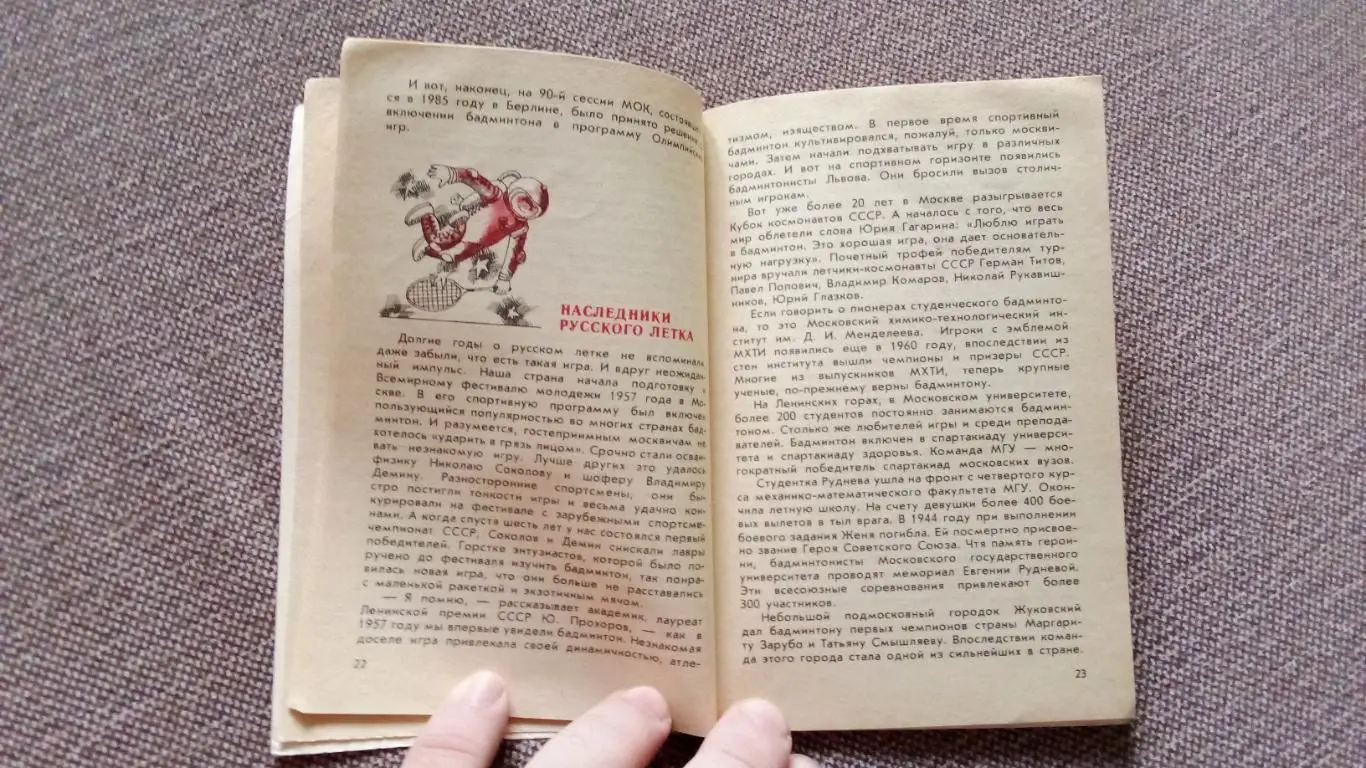 И вот, наконец, на 90-й сессии МОК, состоявш
ся в 1985 году в Берлине, было принято решение
включении бадминтона в программу Олимпийски
игр.
НАСЛЕДНИКИ
РУССКОГО ЛЕТКА
Долгие годы о русском летке не вспоминали
даже забыли, что есть такая игра. И вдруг неожидан
ный импульс. Наша страна начала подготовку
Всемирному фестивалю молодежи 1957 года в Мо-
скве. В его спортивную программу был включен
пользующийся популярностью во многих странах бад-
минтон. И разумеется, гостеприимным москвичам не
хотелось «ударить в грязь лицом». Срочно стали осваи-
вать незнакомую игру. Лучше других это удалось
физику Николаю Соколову и шоферу Владимиру
Демину. Разносторонние спортсмены, они бы-
стро постигли тонкости игры и весьма удачно кон-
курировали на фестивале с зарубежными спортсме-
нами. А когда спустя шесть лет у нас состоялся первый
чемпионат СССР, Соколов и Демин снискали лавры
победителей. Горстке энтузиастов, которой было по-
ручено до фестиваля изучить бадминтон, так понра-
вилась новая игра, что они больше не расставались
с маленькой ракеткой и экзотичным мячом.
— Я помню, — рассказывает академик, лауреат
Ленинской премии СССР Ю. Прохоров, — как в
1957 году мы впервые увидели бадминтон. Незнакомая
доселе игра привлекала своей динамичностью, атле-
22
тизмом, изяществом. В первое время спортивный
бадминтон культивировался, пожалуй, только москви-
чами. Затем начали подхватывать игру в различных
городах. И вот на спортивном горизонте появились
бадминтонисты Львова. Они бросили вызов столич-
ным игрокам.
Вот уже более 20 лет в Москве разыгрывается
Кубок космонавтов СССР. А началось с того, что весь
мир облетели слова Юрия Гагарина: «Люблю играть
в бадминтон. Это хорошая игра, она дает основатель-
ную нагрузку». Почетный трофей победителям тур-
нира вручали летчики-космонавты СССР Герман Титов,
Павел Попович, Владимир Комаров, Николай Рукавиш-
ников, Юрий Глазков.
Если говорить о пионерах студенческого бадминто-
на, то это Московский химико-технологический ин-
ститут им. Д. И. Менделеева. Игроки с эмблемой
МХТИ появились еще в 1960 году, впоследствии из
стен института вышли чемпионы и призеры СССР.
Многие из выпускников МХТИ, теперь крупные
ученые, по-прежнему верны бадминтону.
На Ленинских горах, в Московском университете,
более 200 студентов постоянно занимаются бадмин-
тоном. Столько же любителей игры и среди препода-
вателей. Бадминтон включен в спартакиаду универси-
тета и спартакиаду здоровья. Команда МГУ — мно-
гократный победитель спартакиад московских вузов.
Студентка Руднева ушла на фронт с четвертого кур-
са механико-математического факультета МГУ. Окон-
чила летную школу. На счету девушки более 400 бое-
вых вылетов в тыл врага. В 1944 году при выполнении
боевого задания Женя погибла. Ей посмертно присвое-
но звание Героя Советского Союза. Чтя память герои-
ни, бадминтонисты Московского государственного
университета проводят мемориал Евгении Рудневой.
Эти всесоюзные соревнования привлекают более
300 участников.
Небольшой подмосковный городок Жуковский
дал бадминтону первых чемпионов страны Маргари-
ту Зарубо и Татьяну Смышляеву. Впоследствии коман-
да этого города стала одной из сильнейших в стране.
23